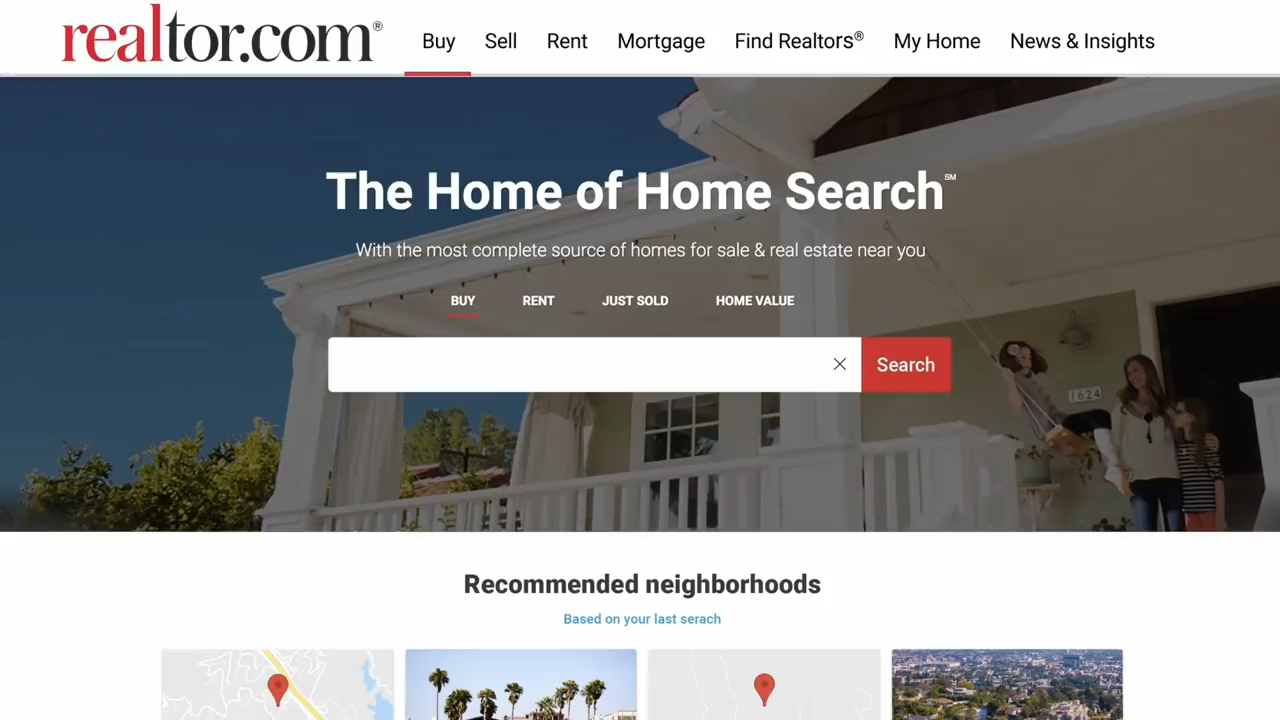 realtor.com®
Buy Sell Rent Mortgage Find Realtors® My Home News & Insights
The Home of Home Search℠
With the most complete source of homes for sale & real estate near you
BUY RENT JUST SOLD HOME VALUE
Search
1624
Recommended neighborhoods
Based on your last serach